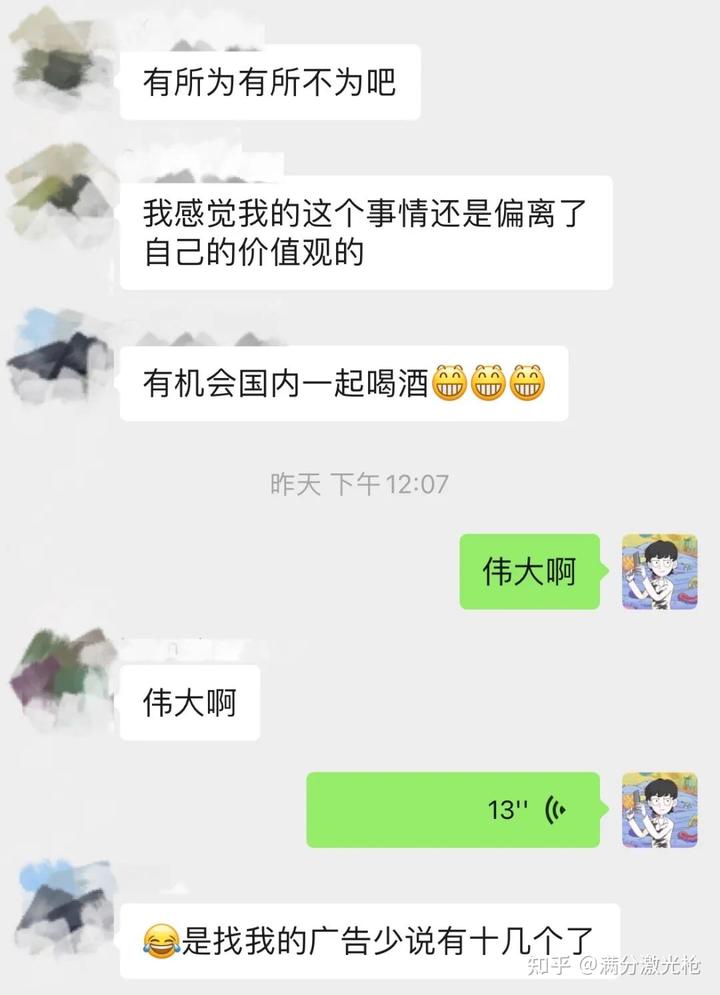 有所为有所不为吧
我感觉我的这个事情还是偏离了
自己的价值观的
有机会国内一起喝酒😁😁😁
昨天 下午12:07
伟大啊
伟大啊
13''
😂是找我的广告少说有十几个了
知乎 @满分激光枪